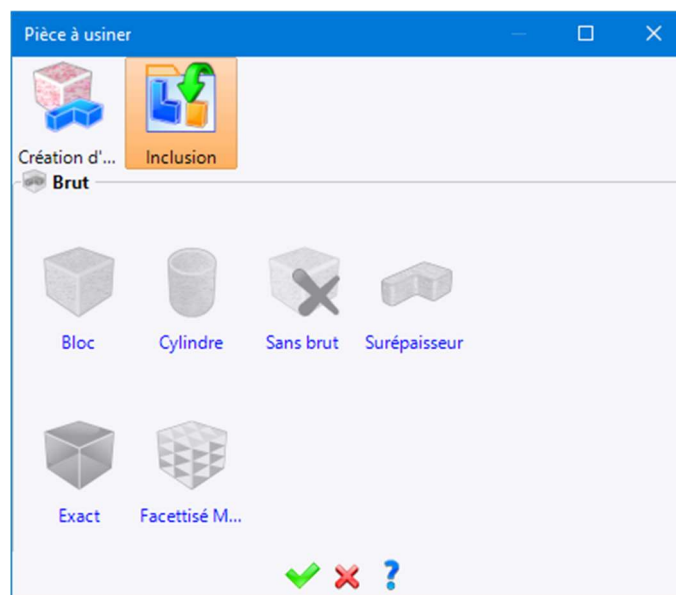 Pièce à usiner
Création d'... Inclusion
Brut
Bloc Cylindre Sans brut Surépaisseur
Exact Facettisé M...